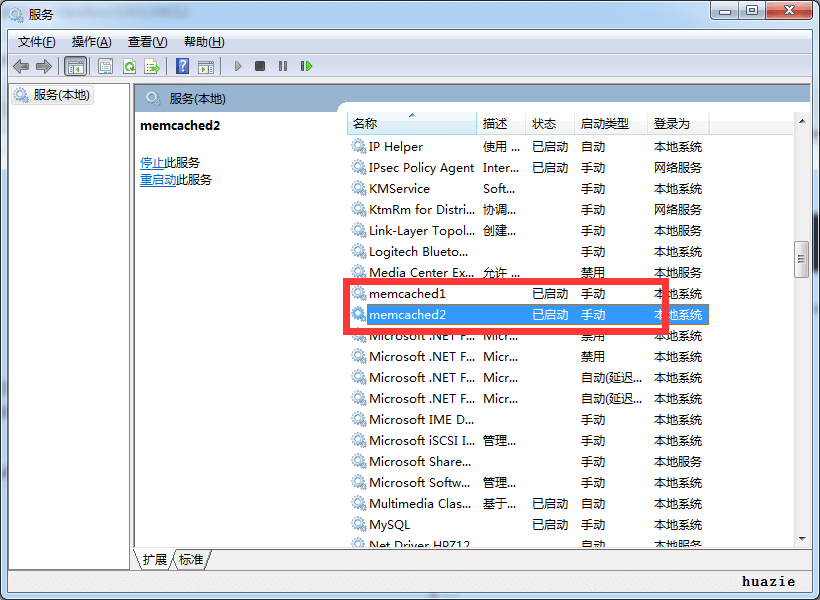 服务
文件(F) 操作(A) 查看(V) 帮助(H)
服务(本地)
服务(本地)
memcached2
停止此服务
重启动此服务
名称 描述 状态 启动类型 登录为
IP Helper 使用 ... 已启动 自动 本地系统
IPsec Policy Agent Inter... 已启动 手动 网络服务
KMService Soft... 手动 本地系统
KtmRm for Distri... 协调... 手动 网络服务
Link-Layer Topol... 创建... 手动 本地服务
Logitech Blueto... 手动 本地系统
Media Center Ex... 允许 ... 禁用 本地服务
memcached1 已启动 手动 本地系统
memcached2 已启动 手动 本地系统
Microsoft .NET F... Micr... 禁用 本地系统
Microsoft .NET F... Micr... 禁用 本地系统
Microsoft .NET F... Micr... 自动(延迟... 本地系统
Microsoft .NET F... Micr... 自动(延迟... 本地系统
Microsoft IME D... 手动 本地系统
Microsoft iSCSI I... 管理... 手动 本地系统
Microsoft Share... 手动 本地服务
Microsoft Softw... 管理... 手动 本地系统
Multimedia Clas... 基于... 已启动 自动 本地系统
MySQL 已启动 手动 本地系统
Net Driver HPZ12 自动 本地服务
扩展 标准
huazie